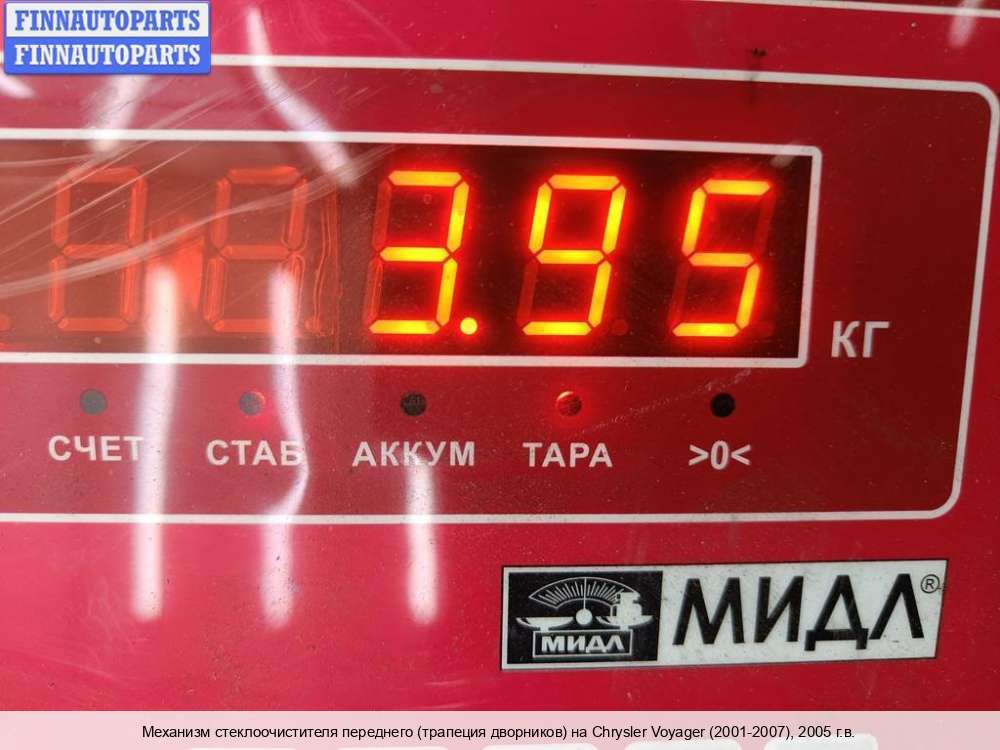 FINNAUTOPARTS
FINNAUTOPARTS
3.95
КГ
СЧЕТ СТАБ АККУМ ТАРА >0<
МИДЛ МИДЛ®
Механизм стеклоочистителя переднего (трапеция дворников) на Chrysler Voyager (2001-2007), 2005 г.в.